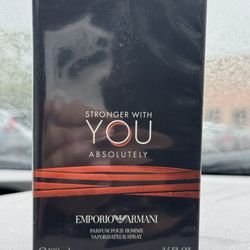 STRONGER WITH
YOU
ABSOLUTELY
EMPORIO ARMANI
PARFUM POUR HOMME
VAPORISATEUR SPRAY